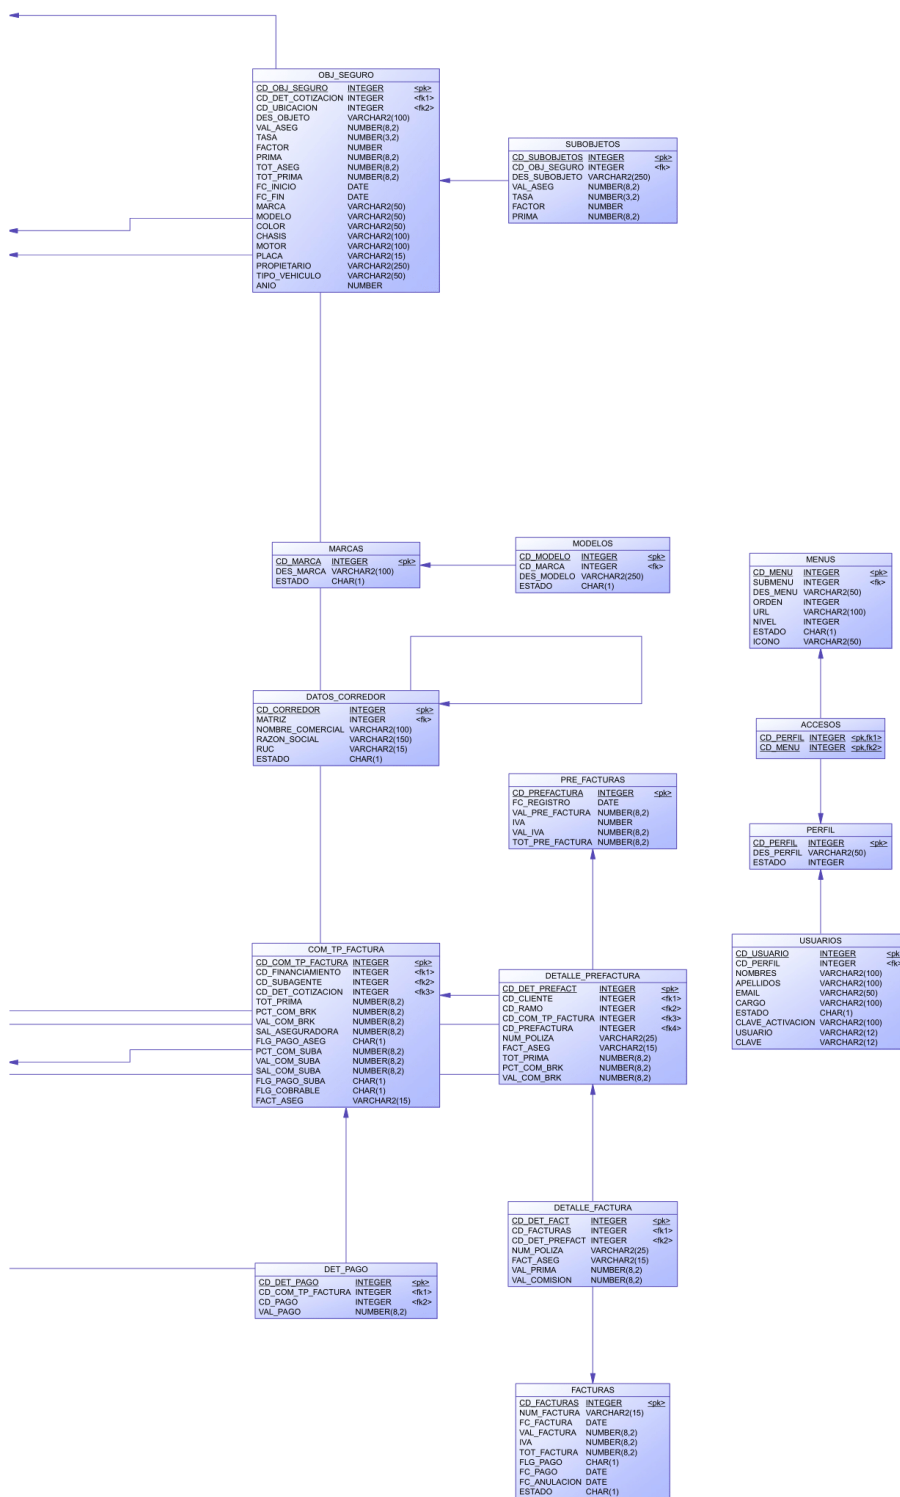 OBJ_SEGURO
CD_OBJ_SEGURO INTEGER <pk>
CD_DET_COTIZACION INTEGER <fk1>
CD_UBICACION INTEGER <fk2>
DES_OBJETO VARCHAR2(100)
VAL_ASEG NUMBER(8,2)
TASA NUMBER(3,2)
FACTOR NUMBER
PRIMA NUMBER(8,2)
TOT_ASEG NUMBER(8,2)
TOT_PRIMA NUMBER(8,2)
FC_INICIO DATE
FC_FIN DATE
MARCA VARCHAR2(50)
MODELO VARCHAR2(50)
COLOR VARCHAR2(50)
CHASIS VARCHAR2(100)
MOTOR VARCHAR2(100)
PLACA VARCHAR2(15)
PROPIETARIO VARCHAR2(250)
TIPO_VEHICULO VARCHAR2(50)
ANIO NUMBER
SUBOBJETOS
CD_SUBOBJETOS INTEGER <pk>
CD_OBJ_SEGURO INTEGER <fk>
DES_SUBOBJETO VARCHAR2(250)
VAL_ASEG NUMBER(8,2)
TASA NUMBER(3,2)
FACTOR NUMBER
PRIMA NUMBER(8,2)
MARCAS
CD_MARCA INTEGER <pk>
DES_MARCA VARCHAR2(100)
ESTADO CHAR(1)
MODELOS
CD_MODELO INTEGER <pk>
CD_MARCA INTEGER <fk>
DES_MODELO VARCHAR2(250)
ESTADO CHAR(1)
MENUS
CD_MENU INTEGER <pk>
SUBMENU INTEGER <fk>
DES_MENU VARCHAR2(50)
ORDEN INTEGER
URL VARCHAR2(100)
NIVEL INTEGER
ESTADO CHAR(1)
ICONO VARCHAR2(50)
DATOS_CORREDOR
CD_CORREDOR INTEGER <pk>
MATRIZ INTEGER <fk>
NOMBRE_COMERCIAL VARCHAR2(100)
RAZON_SOCIAL VARCHAR2(150)
RUC VARCHAR2(15)
ESTADO CHAR(1)
ACCESOS
CD_PERFIL INTEGER <pk,fk1>
CD_MENU INTEGER <pk,fk2>
PRE_FACTURAS
CD_PREFACTURA INTEGER <pk>
FC_REGISTRO DATE
VAL_PRE_FACTURA NUMBER(8,2)
IVA NUMBER
VAL_IVA NUMBER(8,2)
TOT_PRE_FACTURA NUMBER(8,2)
PERFIL
CD_PERFIL INTEGER <pk>
DES_PERFIL VARCHAR2(50)
ESTADO INTEGER
COM_TP_FACTURA
CD_COM_TP_FACTURA INTEGER <pk>
CD_FINANCIAMIENTO INTEGER <fk1>
CD_SUBAGENTE INTEGER <fk2>
CD_DET_COTIZACION INTEGER <fk3>
TOT_PRIMA NUMBER(8,2)
PCT_COM_BRK NUMBER(8,2)
VAL_COM_BRK NUMBER(8,2)
SAL_ASEGURADORA NUMBER(8,2)
FLG_PAGO_ASEG CHAR(1)
PCT_COM_SUBA NUMBER(8,2)
VAL_COM_SUBA NUMBER(8,2)
SAL_COM_SUBA NUMBER(8,2)
FLG_PAGO_SUBA CHAR(1)
FLG_COBRABLE CHAR(1)
FACT_ASEG VARCHAR2(15)
DETALLE_PREFACTURA
CD_DET_PREFACT INTEGER <pk>
CD_CLIENTE INTEGER <fk1>
CD_RAMO INTEGER <fk2>
CD_COM_TP_FACTURA INTEGER <fk3>
CD_PREFACTURA INTEGER <fk4>
NUM_POLIZA VARCHAR2(25)
FACT_ASEG VARCHAR2(15)
TOT_PRIMA NUMBER(8,2)
PCT_COM_BRK NUMBER(8,2)
VAL_COM_BRK NUMBER(8,2)
USUARIOS
CD_USUARIO INTEGER <pk
CD_PERFIL INTEGER <fk>
NOMBRES VARCHAR2(100)
APELLIDOS VARCHAR2(100)
EMAIL VARCHAR2(50)
CARGO VARCHAR2(100)
ESTADO CHAR(1)
CLAVE_ACTIVACION VARCHAR2(100)
USUARIO VARCHAR2(12)
CLAVE VARCHAR2(12)
DETALLE_FACTURA
CD_DET_FACT INTEGER <pk>
CD_FACTURAS INTEGER <fk1>
CD_DET_PREFACT INTEGER <fk2>
NUM_POLIZA VARCHAR2(25)
FACT_ASEG VARCHAR2(15)
VAL_PRIMA NUMBER(8,2)
VAL_COMISION NUMBER(8,2)
DET_PAGO
CD_DET_PAGO INTEGER <pk>
CD_COM_TP_FACTURA INTEGER <fk1>
CD_PAGO INTEGER <fk2>
VAL_PAGO NUMBER(8,2)
FACTURAS
CD_FACTURAS INTEGER <pk>
NUM_FACTURA VARCHAR2(15)
FC_FACTURA DATE
VAL_FACTURA NUMBER(8,2)
IVA NUMBER(8,2)
TOT_FACTURA NUMBER(8,2)
FLG_PAGO CHAR(1)
FC_PAGO DATE
FC_ANULACION DATE
ESTADO CHAR(1)